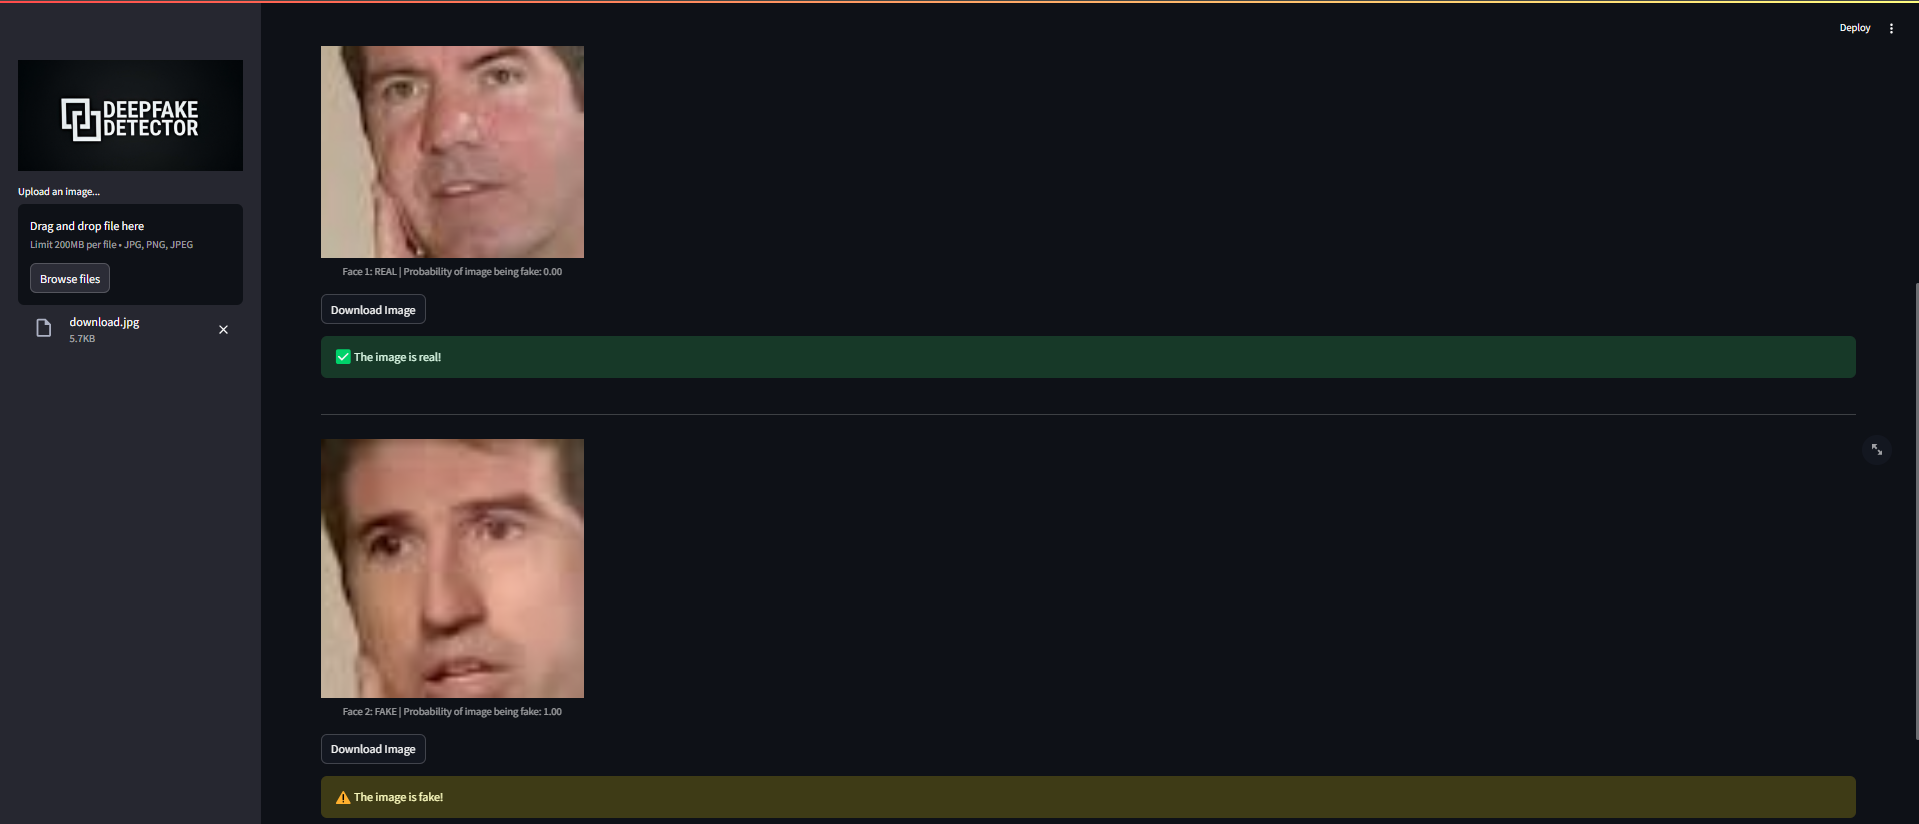 Deploy
DEEPFAKE
DETECTOR
Upload an image...
Drag and drop file here
Limit 200MB per file • JPG, PNG, JPEG
Browse files
download.jpg
5.7KB
Face 1: REAL | Probability of image being fake: 0.00
Download Image
✅ The image is real!
Face 2: FAKE | Probability of image being fake: 1.00
Download Image
⚠️ The image is fake!